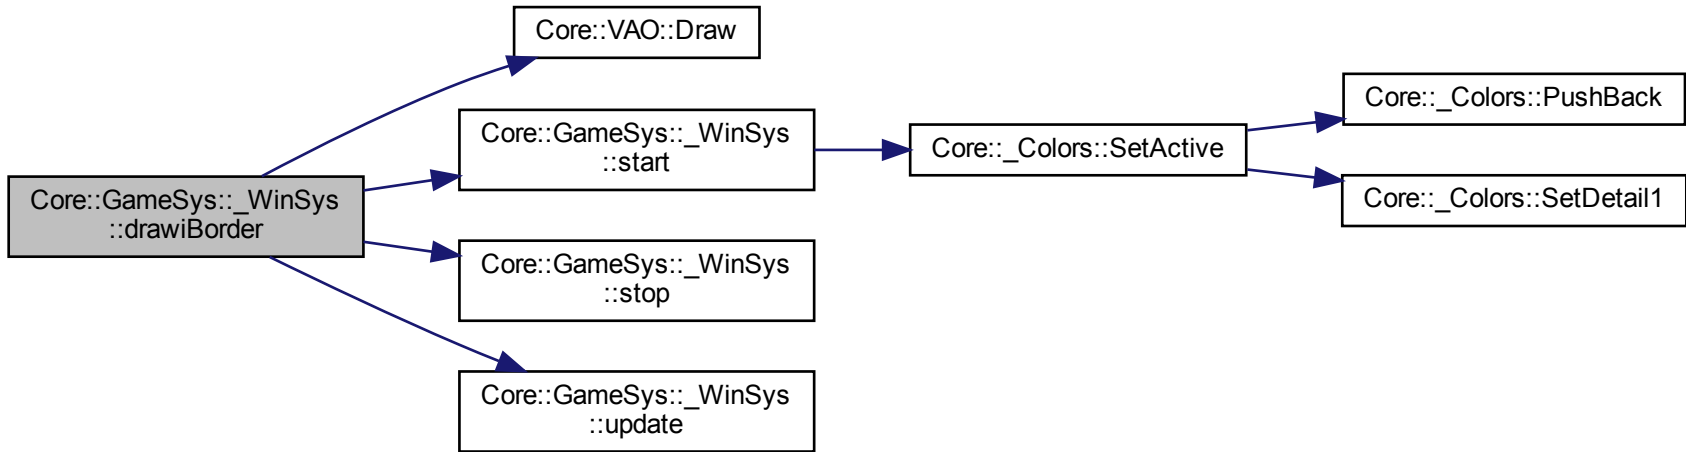 Core::GameSys::_WinSys
::drawiBorder
Core::VAO::Draw
Core::GameSys::_WinSys
::start
Core::GameSys::_WinSys
::stop
Core::GameSys::_WinSys
::update
Core::_Colors::SetActive
Core::_Colors::PushBack
Core::_Colors::SetDetail1